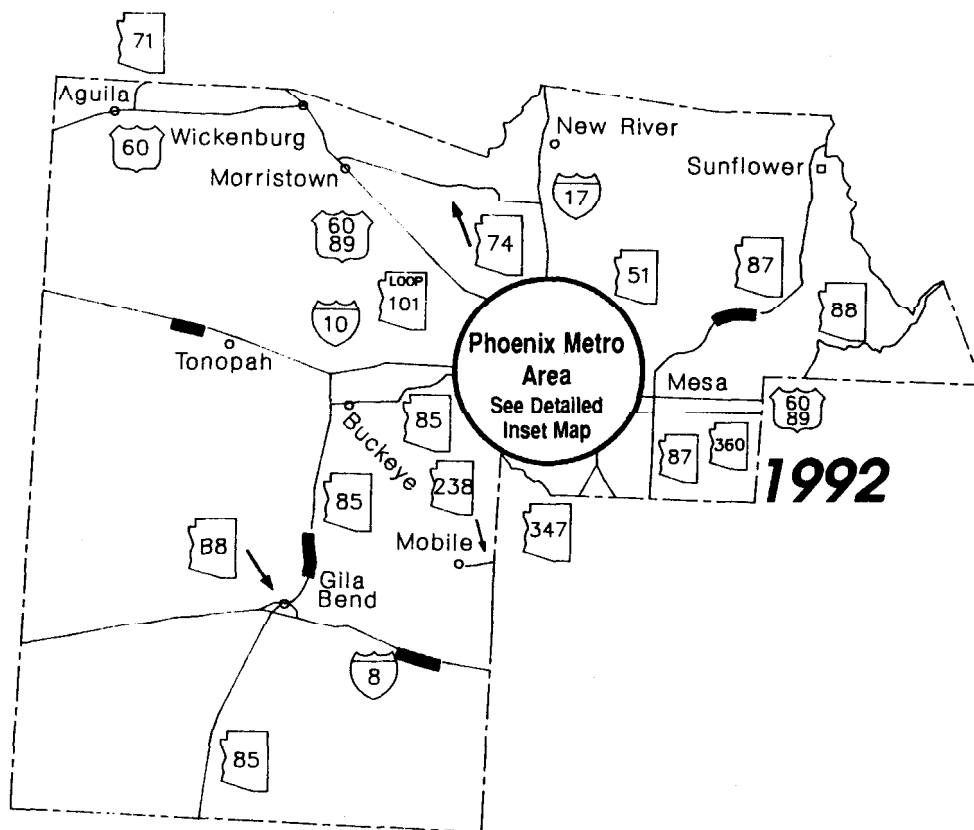 71
Aguila
60
Wickenburg
Morristown
New River
Sunflower
17
60
89
74
LOOP
101
10
51
87
88
Tonopah
Phoenix Metro
Area
See Detailed
Inset Map
Mesa
60
89
85
Buckeye
87
360
1992
238
85
347
B8
Mobile
Gila
Bend
8
85